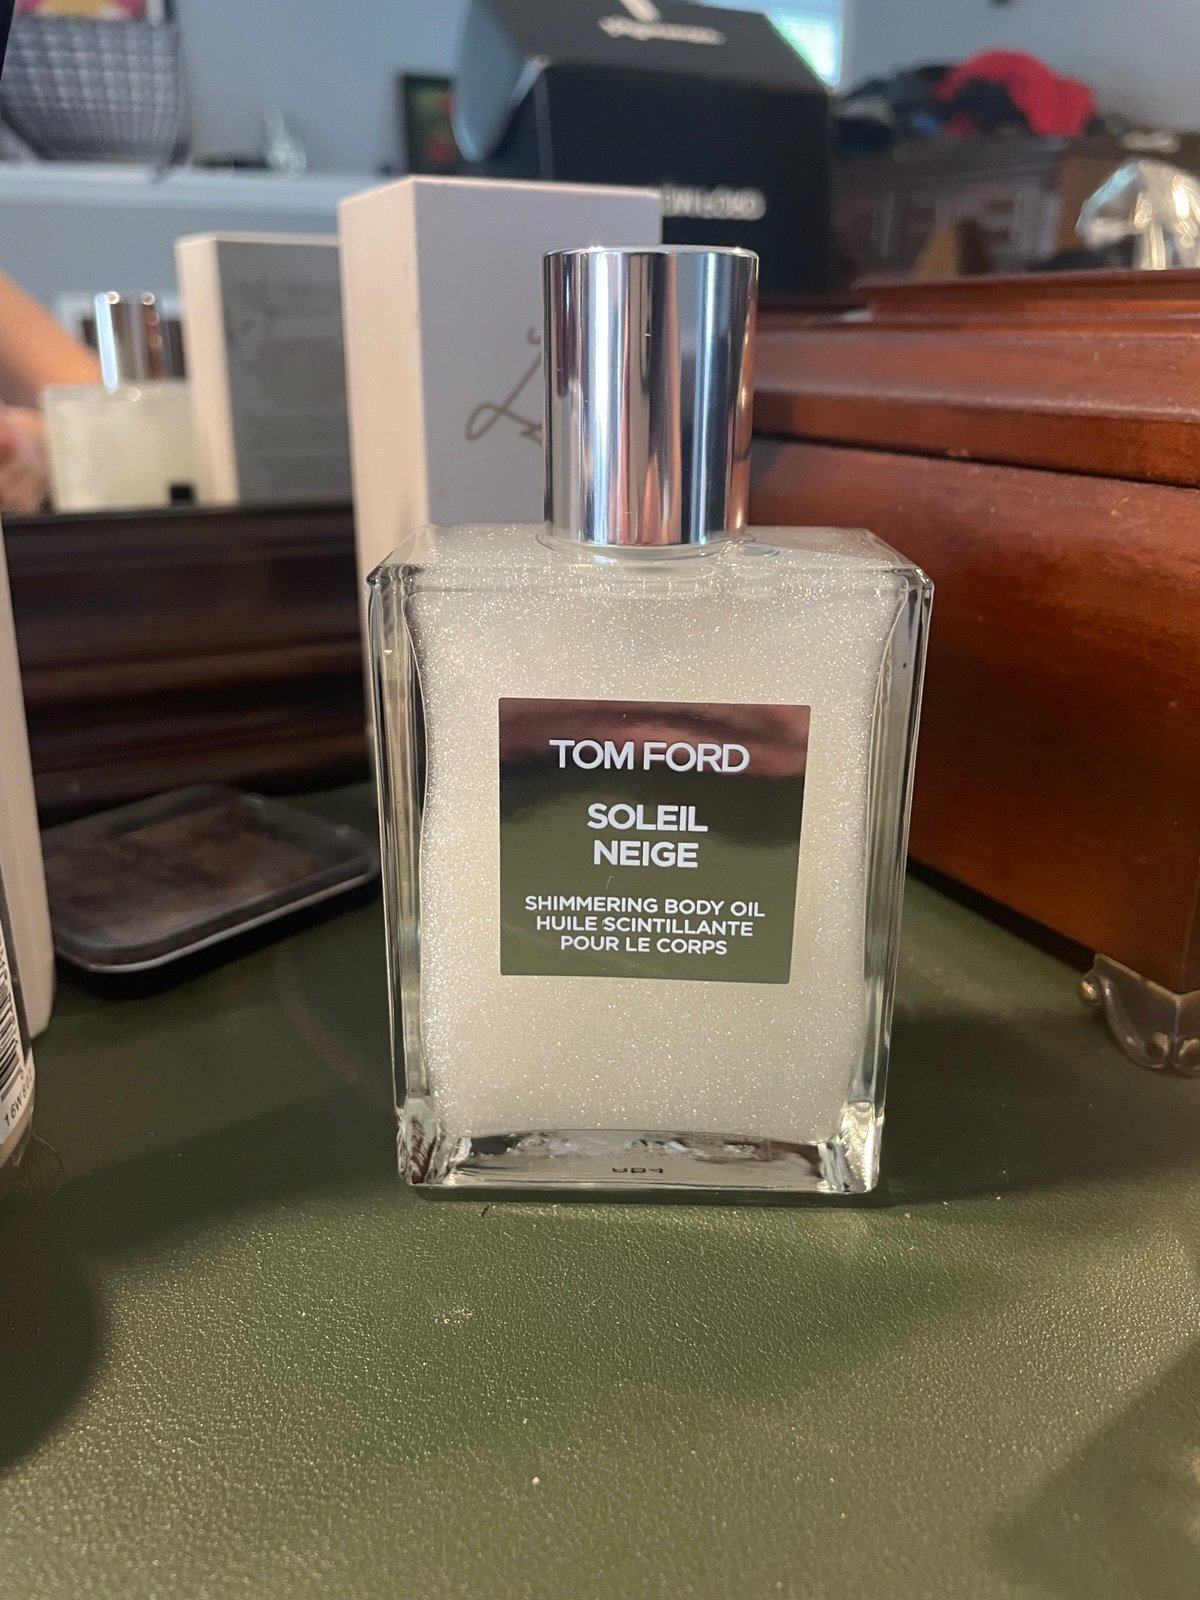 TOM FORD
SOLEIL
NEIGE
SHIMMERING BODY OIL
HUILE SCINTILLANTE
POUR LE CORPS